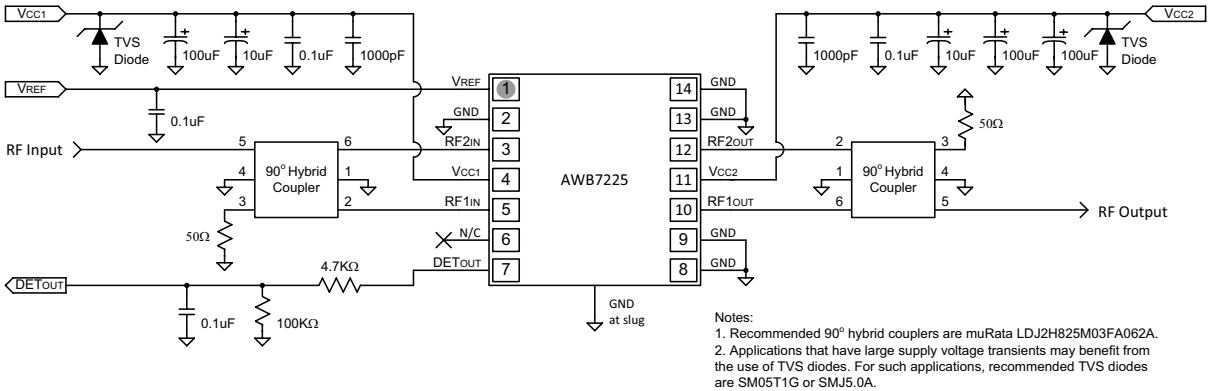 VCC1
TVS
Diode
100uF
10uF
0.1uF
1000pF
VCC2
1000pF
0.1uF
10uF
100uF
100uF
TVS
Diode
VREF
0.1uF
VREF
1
GND
2
RF2IN
3
VCC1
4
RF1IN
5
N/C
6
DETOUT
7
AWB7225
14
GND
13
GND
12
RF2OUT
11
VCC2
10
RF1OUT
9
GND
8
GND
GND
at slug
RF Input
5
6
4
90° Hybrid
Coupler
1
3
2
50Ω
2
3
50Ω
1
90° Hybrid
Coupler
4
6
5
RF Output
DETOUT
4.7KΩ
0.1uF
100KΩ
Notes:
1. Recommended 90° hybrid couplers are muRata LDJ2H825M03FA062A.
2. Applications that have large supply voltage transients may benefit from
the use of TVS diodes. For such applications, recommended TVS diodes
are SM05T1G or SMJ5.0A.